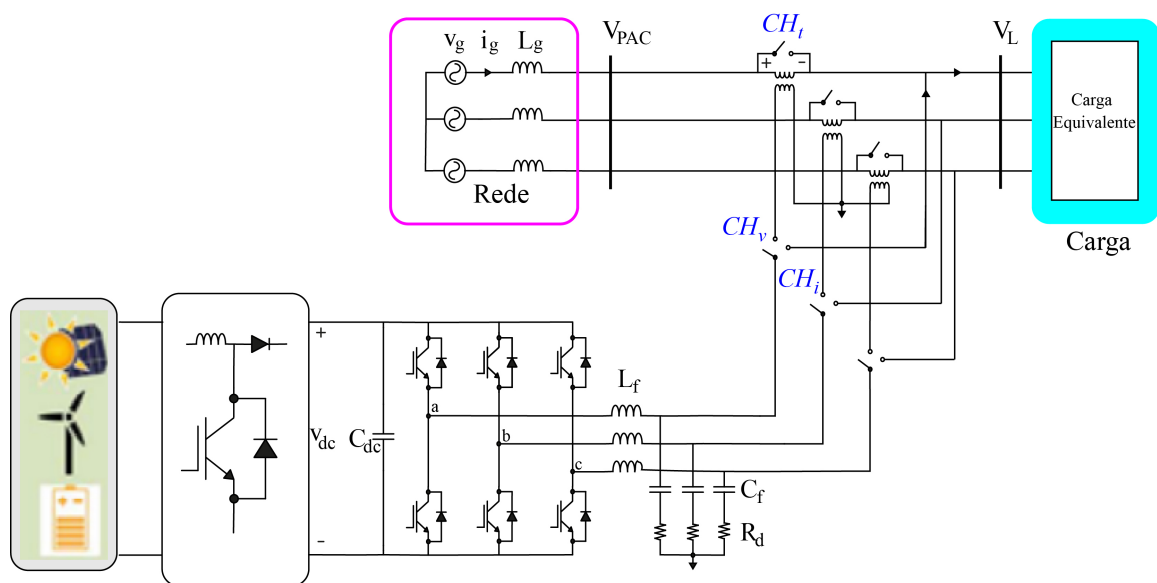 CHt
VPAC
VL
vg ig Lg
+ −
Carga
Equivalente
Rede
CHv
Carga
CHi
+
Lf
a
vdc
Cdc
b
c
Cf
Rd
−
+ −